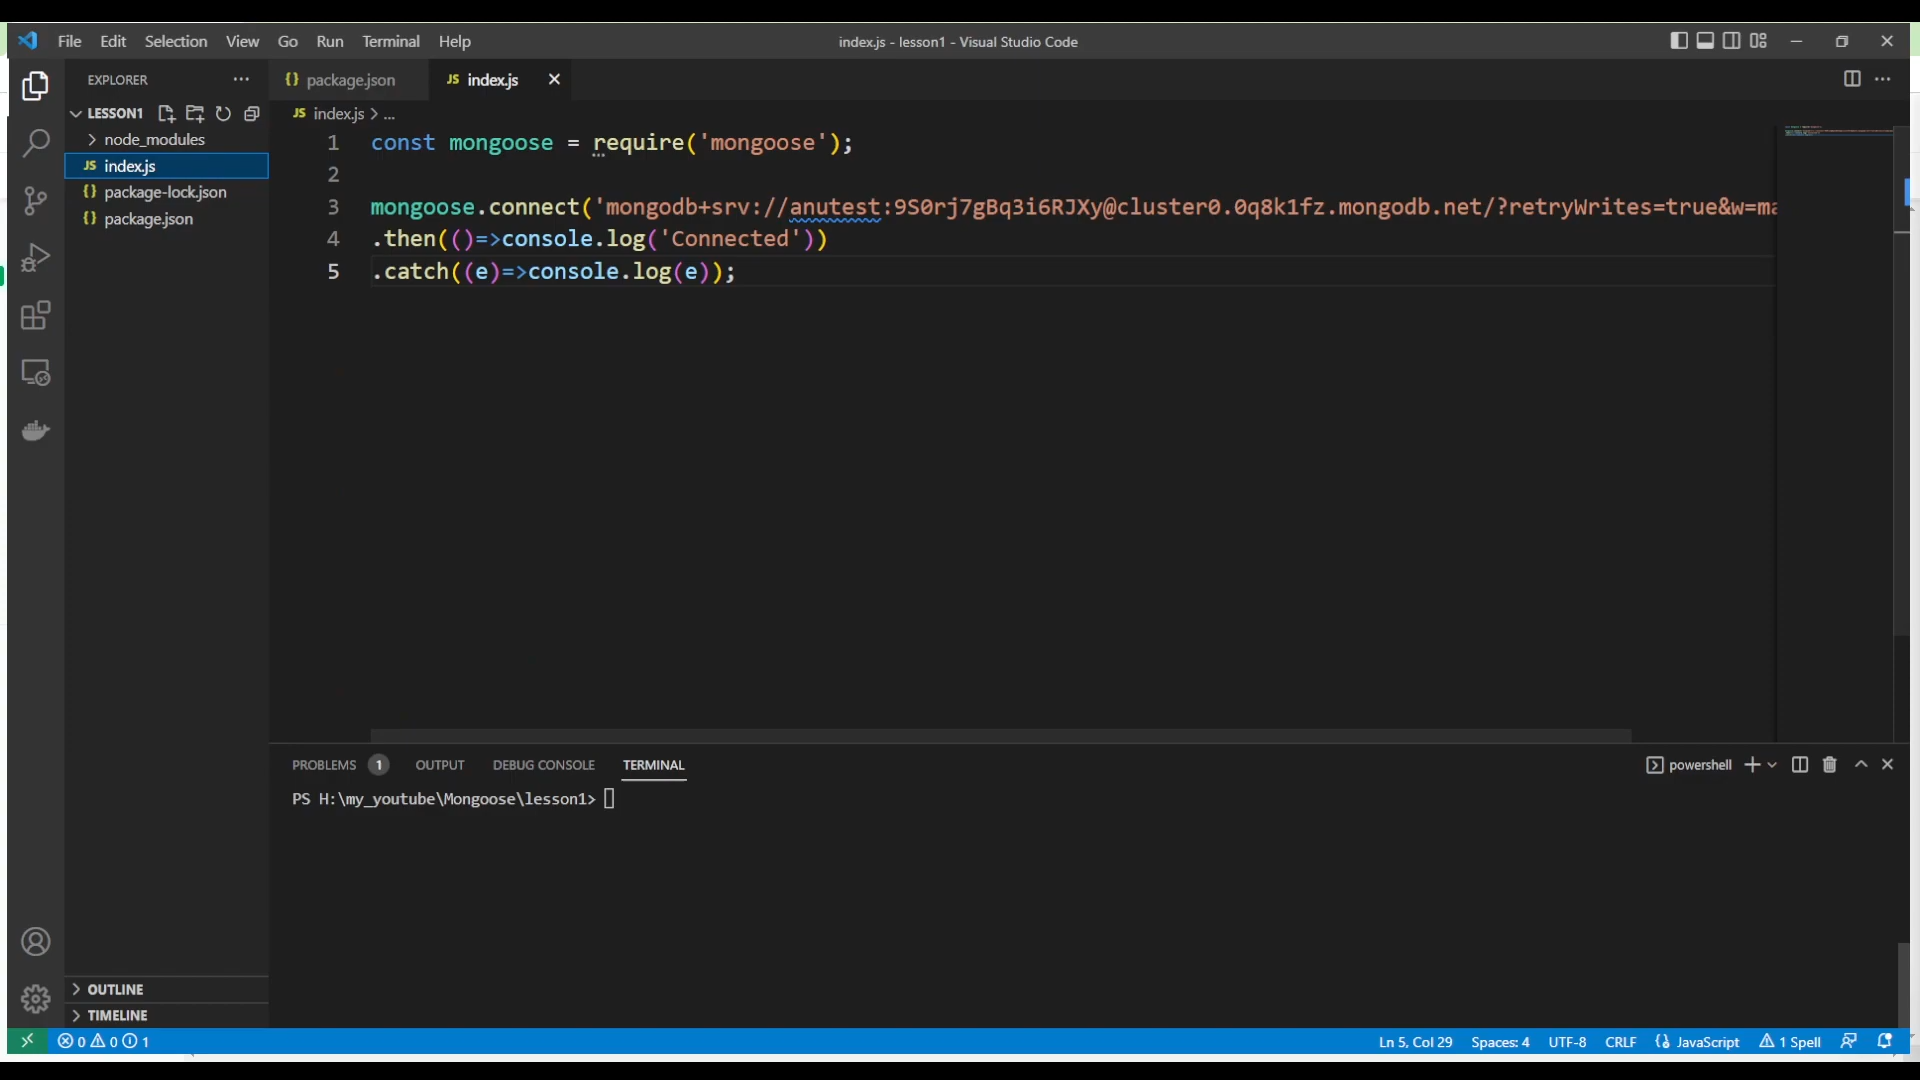 File Edit Selection View Go Run Terminal Help
index.js - lesson1 - Visual Studio Code
EXPLORER
LESSON1
node_modules
JS index.js
{} package-lock.json
{} package.json
OUTLINE
TIMELINE
{} package.json
JS index.js
JS index.js > ...
1 const mongoose = require('mongoose');
2
3 mongoose.connect('mongodb+srv://anutest:9S0rj7gBq3i6RJXy@cluster0.0q8k1fz.mongodb.net/?retryWrites=true&w=ma
4 .then(()=>console.log('Connected'))
5 .catch((e)=>console.log(e));
PROBLEMS 1 OUTPUT DEBUG CONSOLE TERMINAL
powershell
PS H:\my_youtube\Mongoose\lesson1>
0 0 1
Ln 5, Col 29 Spaces: 4 UTF-8 CRLF {} JavaScript 1 Spell